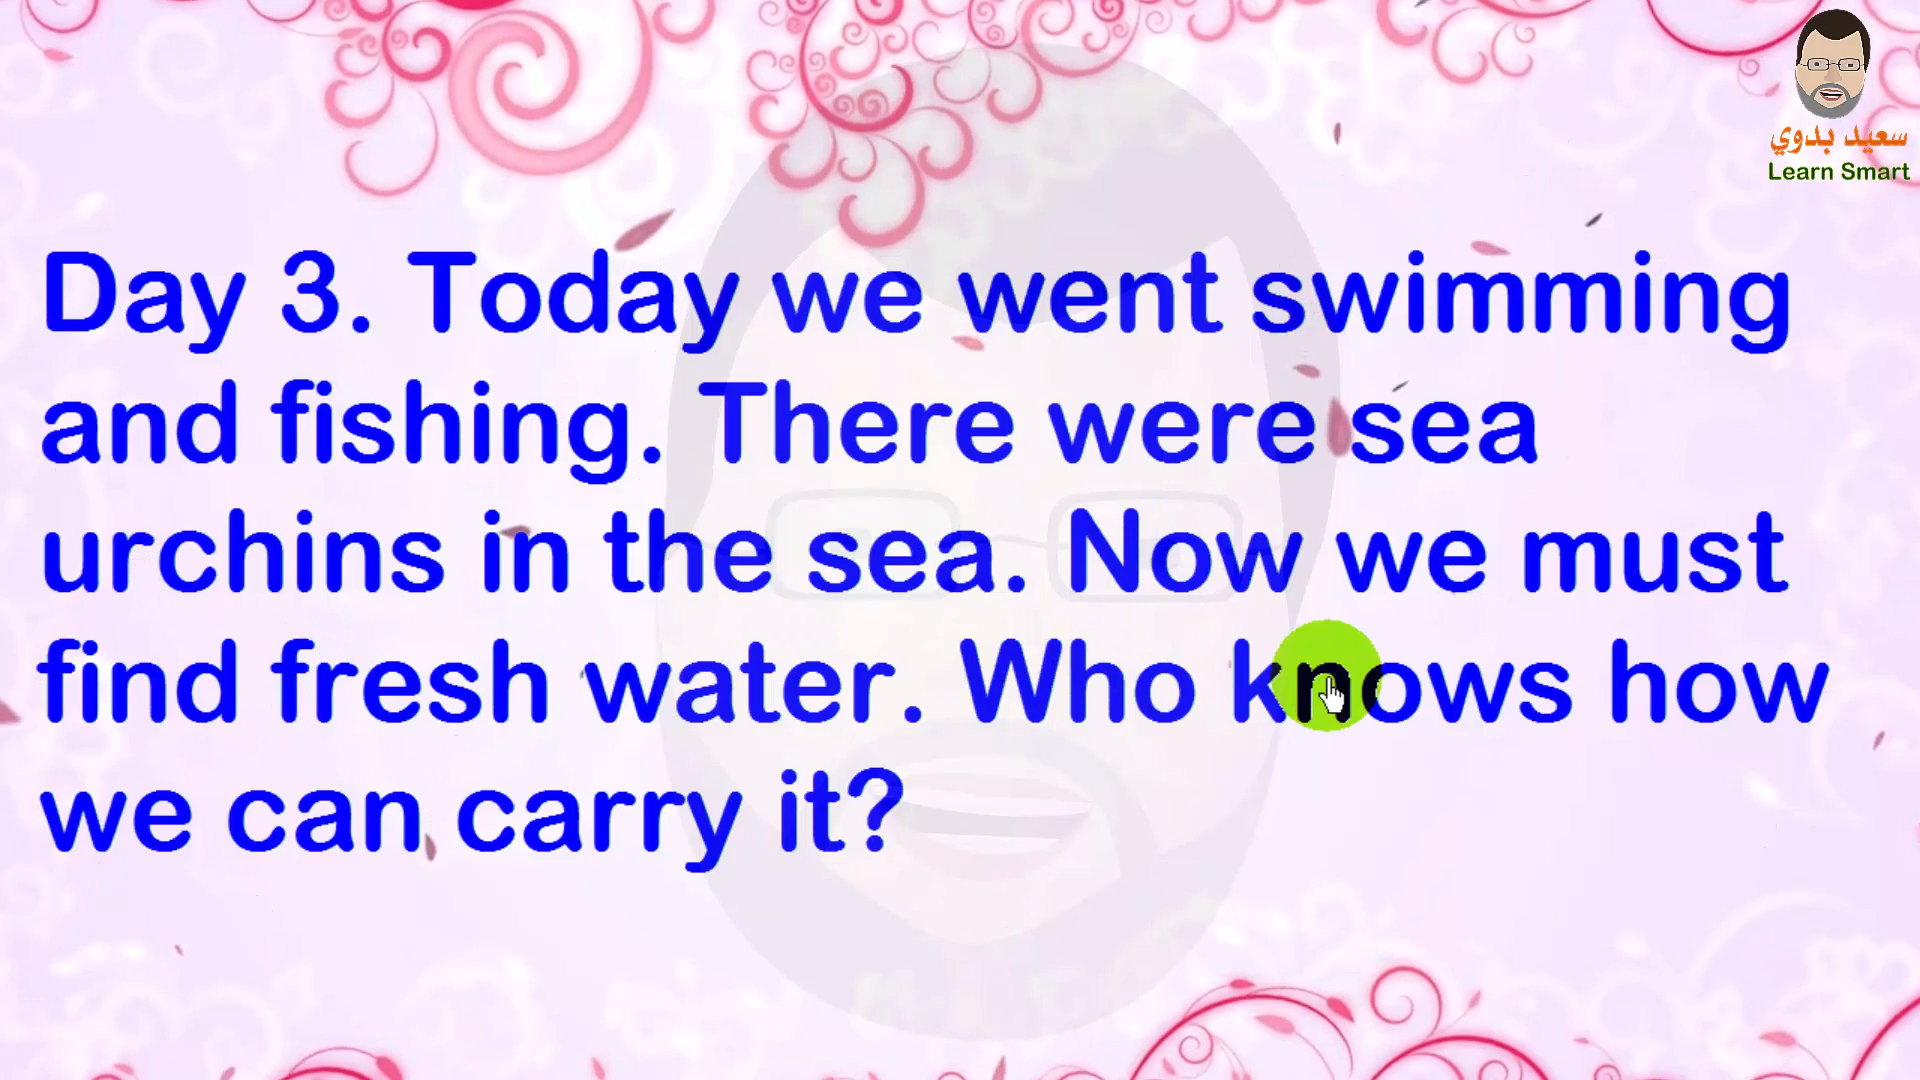 سعيد بدوي
Learn Smart
Day 3. Today we went swimming
and fishing. There were sea
urchins in the sea. Now we must
find fresh water. Who knows how
we can carry it?